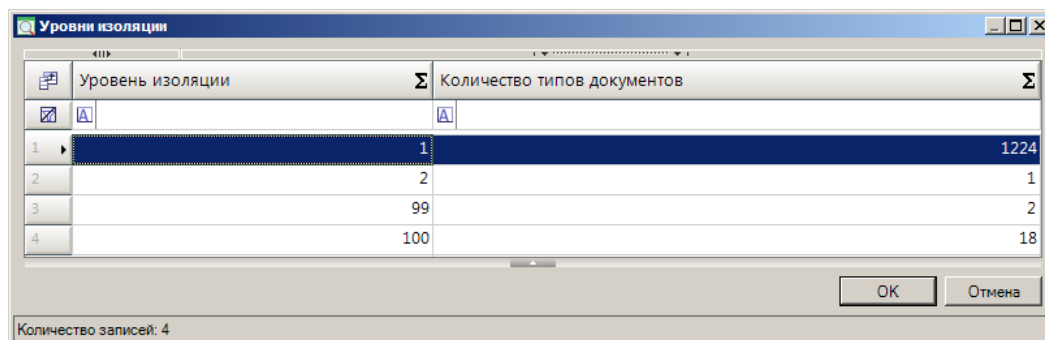 Уровни изоляции
Уровень изоляции Σ Количество типов документов Σ
A A
1 1 1224
2 2 1
3 99 2
4 100 18
OK Отмена
Количество записей: 4